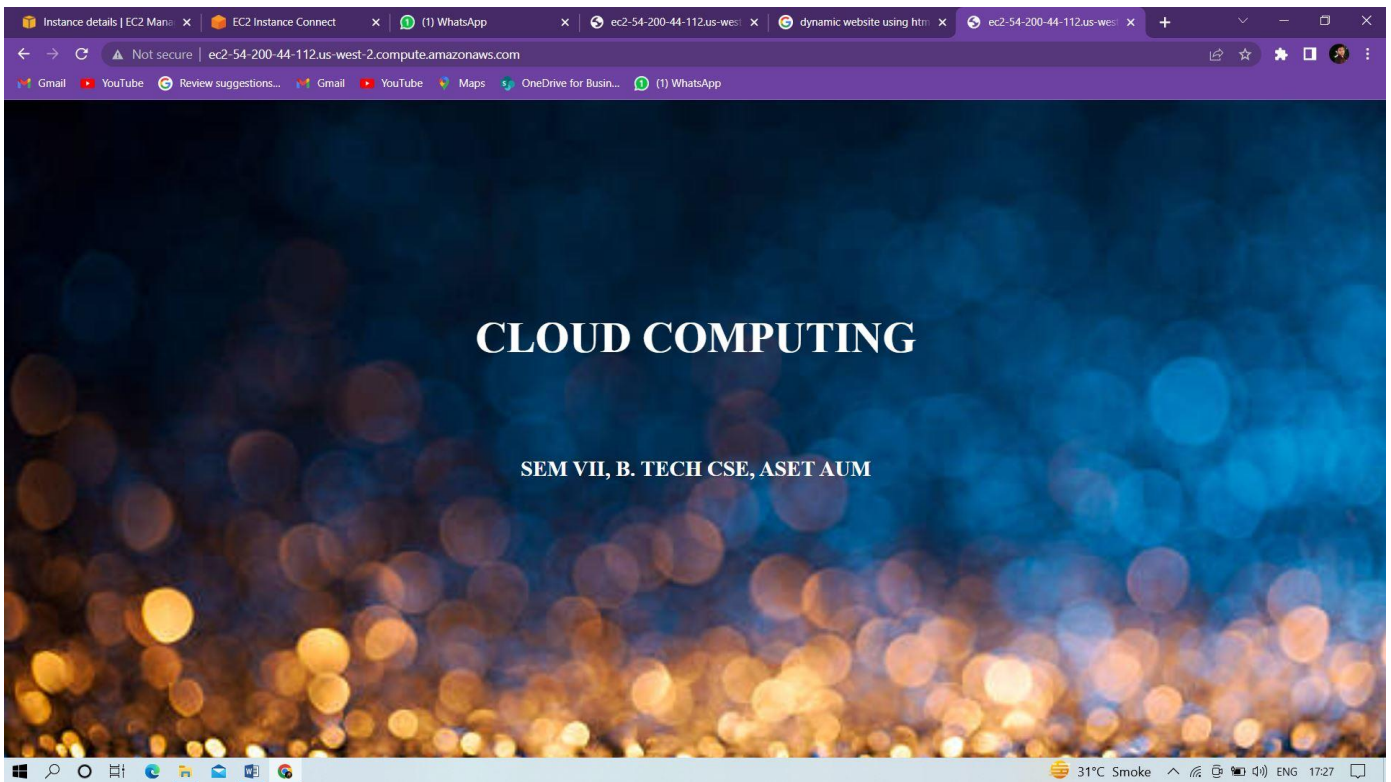 Instance details | EC2 Mana
EC2 Instance Connect
(1) WhatsApp
ec2-54-200-44-112.us-west
dynamic website using htm
ec2-54-200-44-112.us-west
Not secure | ec2-54-200-44-112.us-west-2.compute.amazonaws.com
Gmail YouTube Review suggestions... Gmail YouTube Maps OneDrive for Busin... (1) WhatsApp
CLOUD COMPUTING
SEM VII, B. TECH CSE, ASET AUM
31°C Smoke ENG 17:27